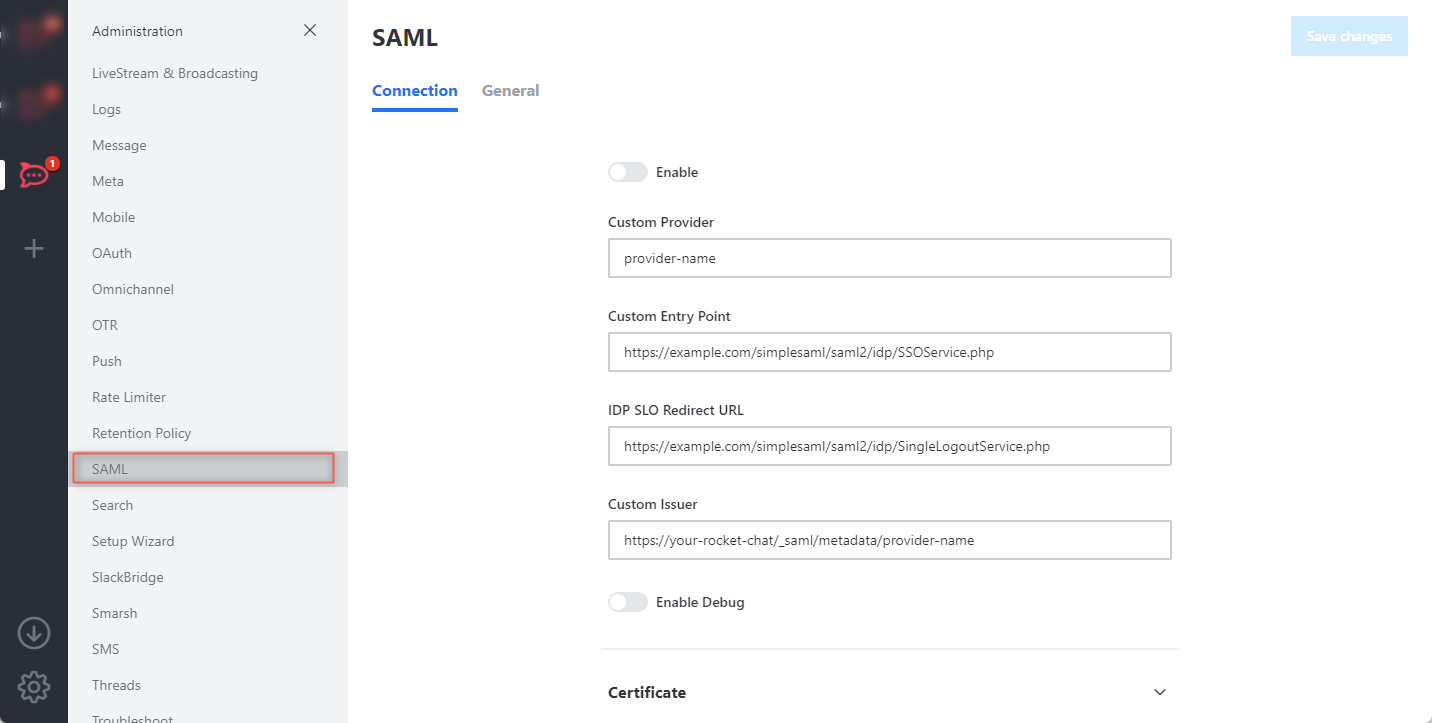 1
Administration
LiveStream & Broadcasting
Logs
Message
Meta
Mobile
OAuth
Omnichannel
OTR
Push
Rate Limiter
Retention Policy
SAML
Search
Setup Wizard
SlackBridge
Smarsh
SMS
Threads
Troubleshoot
SAML
Save changes
Connection
General
Enable
Custom Provider
provider-name
Custom Entry Point
https://example.com/simplesaml/saml2/idp/SSOService.php
IDP SLO Redirect URL
https://example.com/simplesaml/saml2/idp/SingleLogoutService.php
Custom Issuer
https://your-rocket-chat/_saml/metadata/provider-name
Enable Debug
Certificate